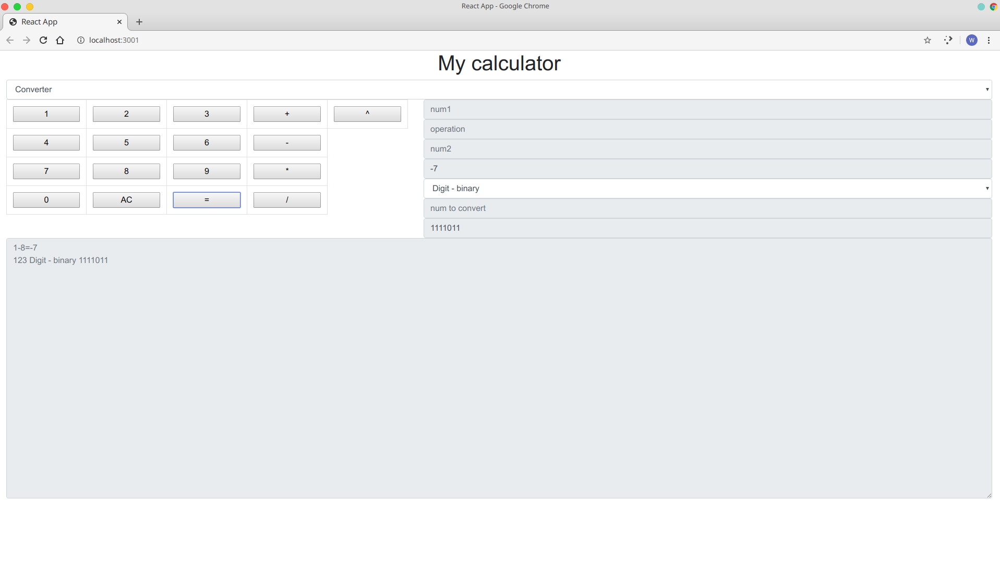 React App - Google Chrome
React App
localhost:3001
W
My calculator
Converter
1 2 3 + ^
4 5 6 -
7 8 9 *
0 AC = /
num1
operation
num2
-7
Digit - binary
num to convert
1111011
1-8=-7
123 Digit - binary 1111011